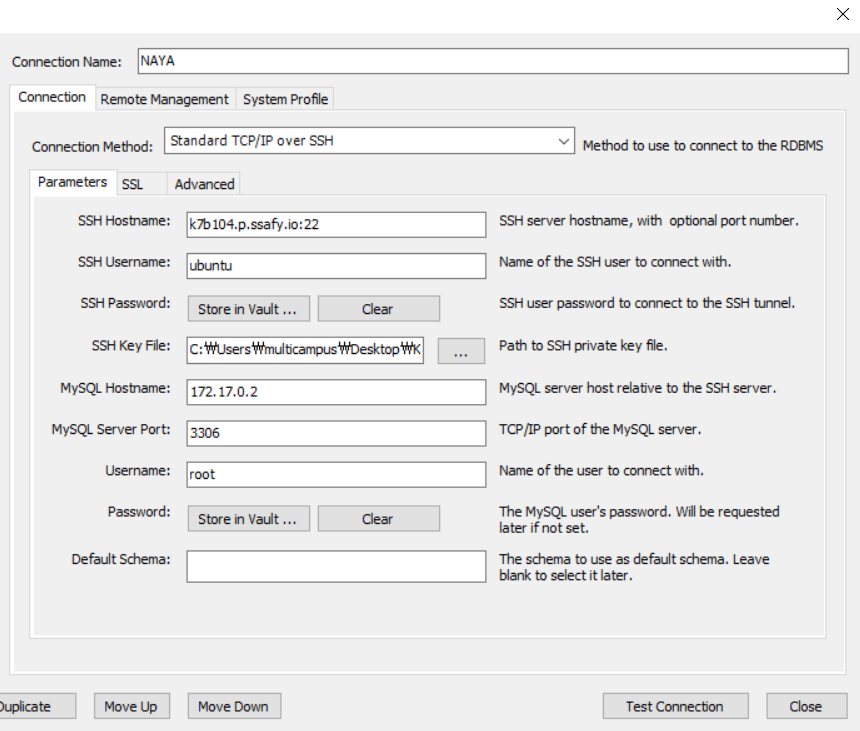 Connection Name: NAYA
Connection Remote Management System Profile
Connection Method: Standard TCP/IP over SSH Method to use to connect to the RDBMS
Parameters SSL Advanced
SSH Hostname: k7b104.p.ssafy.io:22 SSH server hostname, with optional port number.
SSH Username: ubuntu Name of the SSH user to connect with.
SSH Password: Store in Vault ... Clear SSH user password to connect to the SSH tunnel.
SSH Key File: C:₩Users₩multicampus₩Desktop₩K ... Path to SSH private key file.
MySQL Hostname: 172.17.0.2 MySQL server host relative to the SSH server.
MySQL Server Port: 3306 TCP/IP port of the MySQL server.
Username: root Name of the user to connect with.
Password: Store in Vault ... Clear The MySQL user's password. Will be requested
later if not set.
Default Schema: The schema to use as default schema. Leave
blank to select it later.
Duplicate Move Up Move Down Test Connection Close